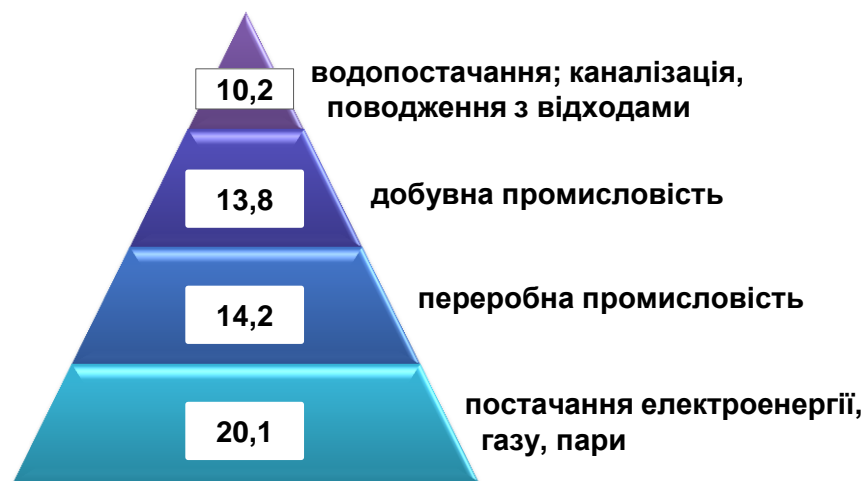 10,2
водопостачання; каналізація,
поводження з відходами
13,8
добувна промисловість
14,2
переробна промисловість
20,1
постачання електроенергії,
газу, пари